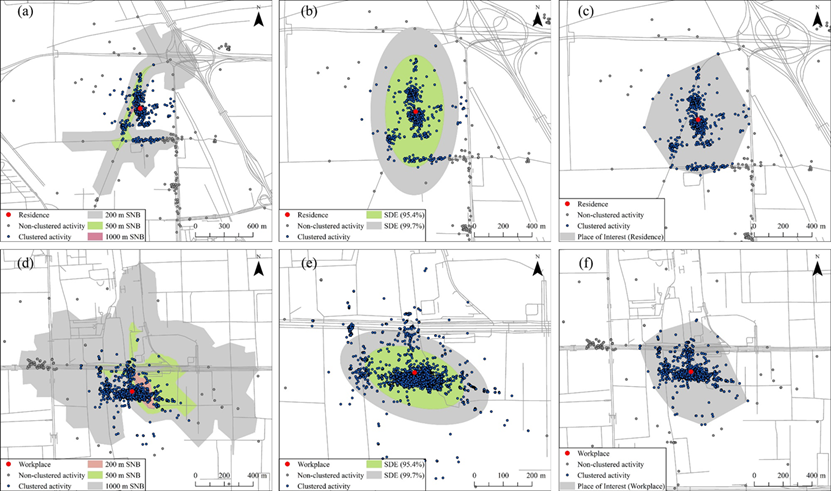 (a)
N
Residence 200 m SNB
Non-clustered activity 500 m SNB
Clustered activity 1000 m SNB
0 200 400 600 m
(b)
N
Residence SDE (95.4%)
Non-clustered activity SDE (99.7%)
Clustered activity
0 200 400 m
(c)
N
Residence
Non-clustered activity
Clustered activity
Place of Interest (Residence)
0 200 400 m
(d)
N
Workplace 200 m SNB
Non-clustered activity 500 m SNB
Clustered activity 1000 m SNB
0 200 400 m
(e)
N
Workplace SDE (95.4%)
Non-clustered activity SDE (99.7%)
Clustered activity
0 100 200 m
(f)
N
Workplace
Non-clustered activity
Clustered activity
Place of Interest (Workplace)
0 200 400 m